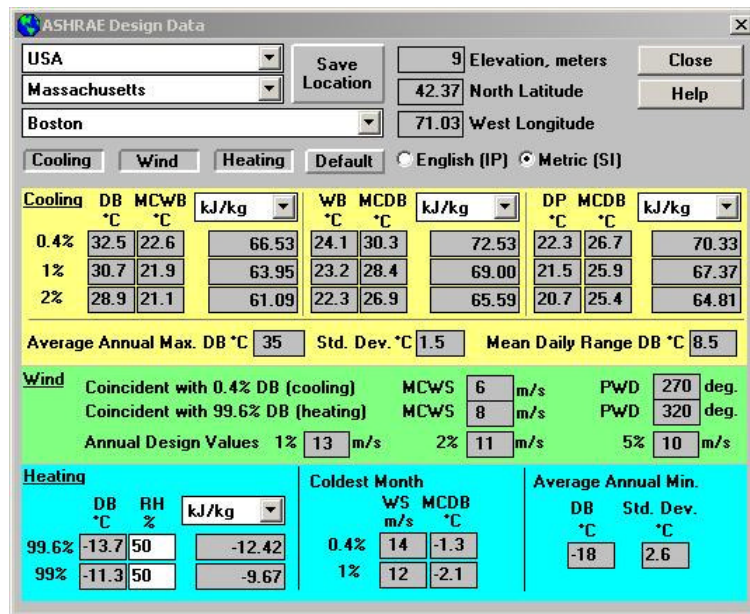 ASHRAE Design Data
USA
Massachusetts
Boston
Save Location
9 Elevation, meters
42.37 North Latitude
71.03 West Longitude
Close
Help
Cooling Wind Heating Default English (IP) Metric (SI)
Cooling DB MCWB kJ/kg WB MCDB kJ/kg DP MCDB kJ/kg
°C °C °C °C °C °C
0.4% 32.5 22.6 66.53 24.1 30.3 72.53 22.3 26.7 70.33
1% 30.7 21.9 63.95 23.2 28.4 69.00 21.5 25.9 67.37
2% 28.9 21.1 61.09 22.3 26.9 65.59 20.7 25.4 64.81
Average Annual Max. DB °C 35 Std. Dev. °C 1.5 Mean Daily Range DB °C 8.5
Wind Coincident with 0.4% DB (cooling) MCWS 6 m/s PWD 270 deg.
Coincident with 99.6% DB (heating) MCWS 8 m/s PWD 320 deg.
Annual Design Values 1% 13 m/s 2% 11 m/s 5% 10 m/s
Heating
DB RH kJ/kg
°C %
99.6% -13.7 50 -12.42
99% -11.3 50 -9.67
Coldest Month
WS MCDB
m/s °C
0.4% 14 -1.3
1% 12 -2.1
Average Annual Min.
DB Std. Dev.
°C °C
-18 2.6